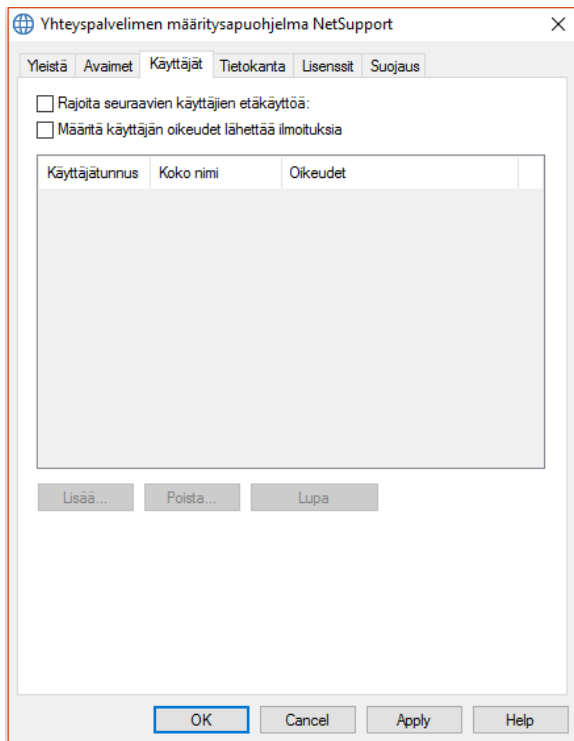 Yhteyspalvelimen määritysapuohjelma NetSupport
Yleistä Avaimet Käyttäjät Tietokanta Lisenssit Suojaus
Rajoita seuraavien käyttäjien etäkäyttöä:
Määritä käyttäjän oikeudet lähettää ilmoituksia
Käyttäjätunnus Koko nimi Oikeudet
Lisää... Poista... Lupa
OK Cancel Apply Help